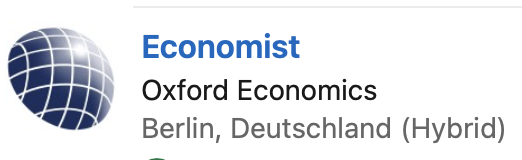 Economist
Oxford Economics
Berlin, Deutschland (Hybrid)